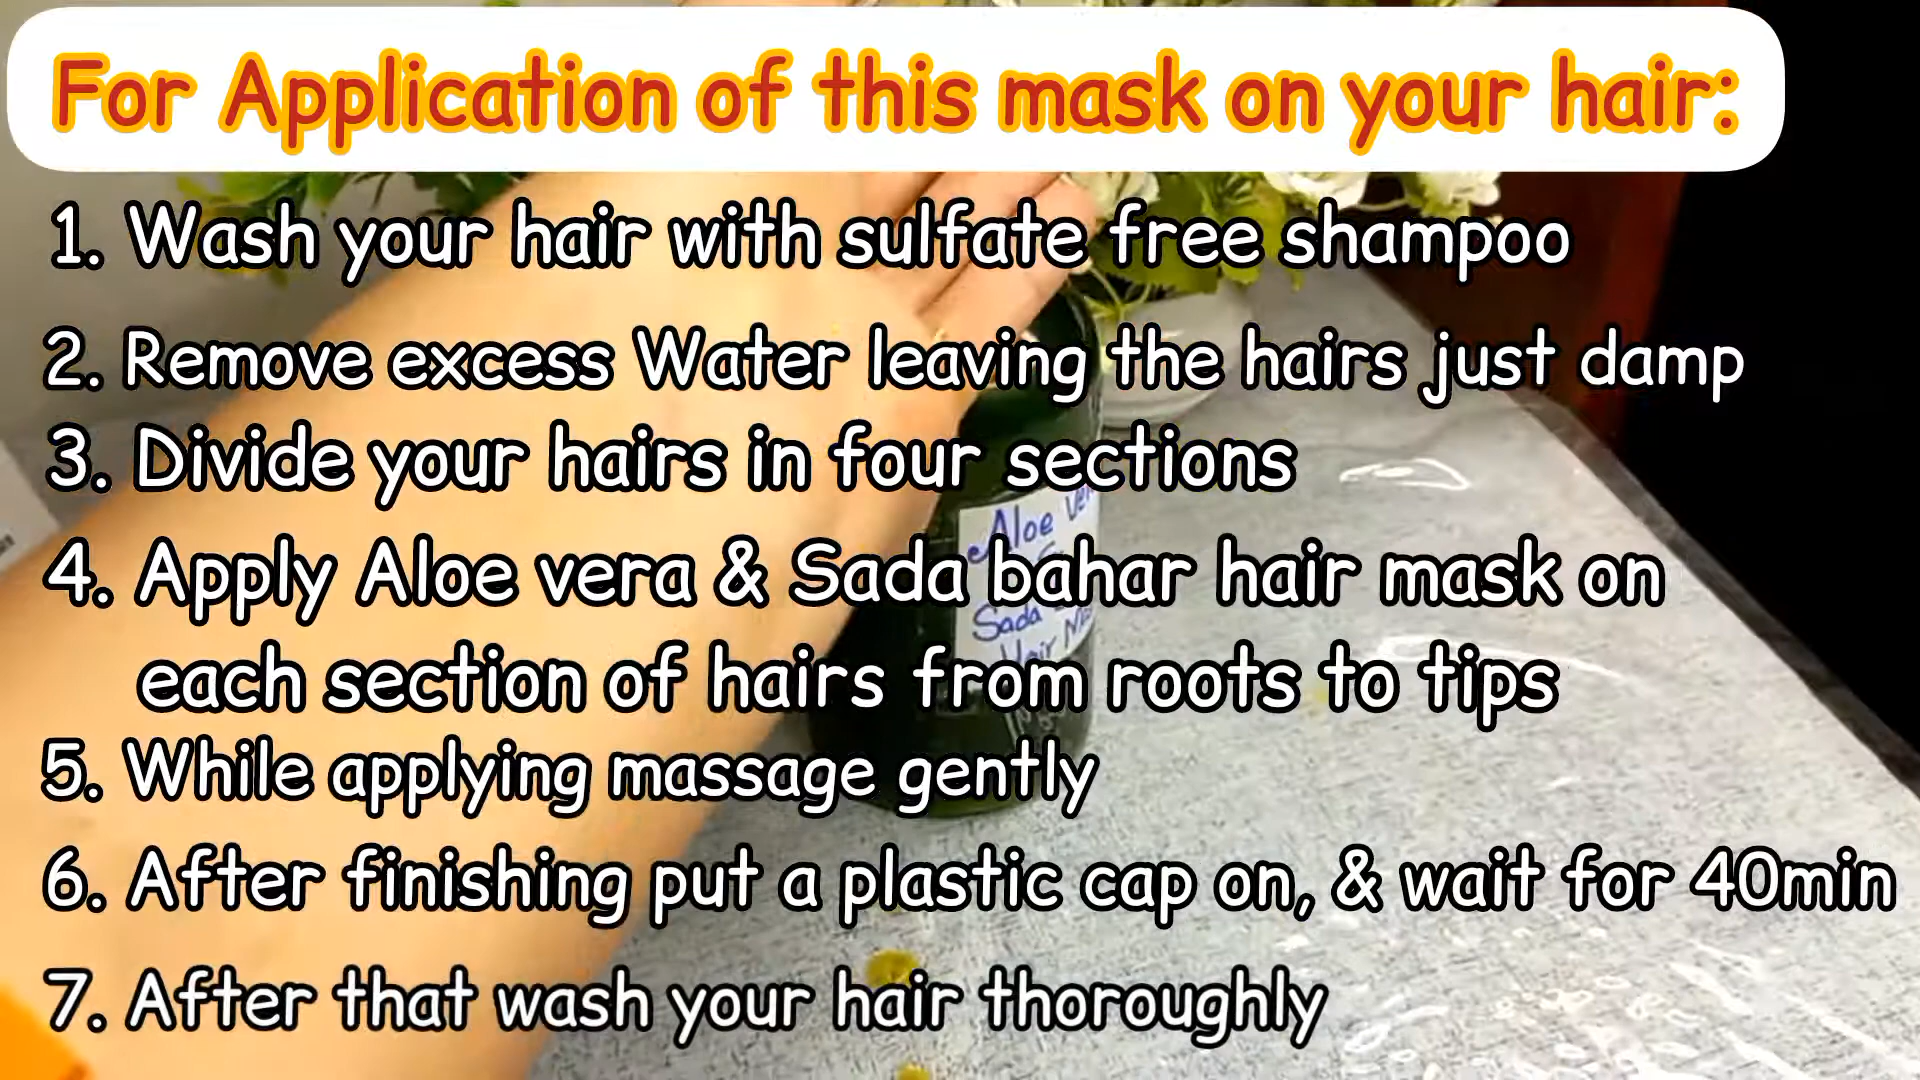 For Application of this mask on your hair:
1. Wash your hair with sulfate free shampoo
2. Remove excess Water leaving the hairs just damp
3. Divide your hairs in four sections
4. Apply Aloe vera & Sada bahar hair mask on
each section of hairs from roots to tips
5. While applying massage gently
6. After finishing put a plastic cap on, & wait for 40min
7. After that wash your hair thoroughly
Aloe
Sada
Hair